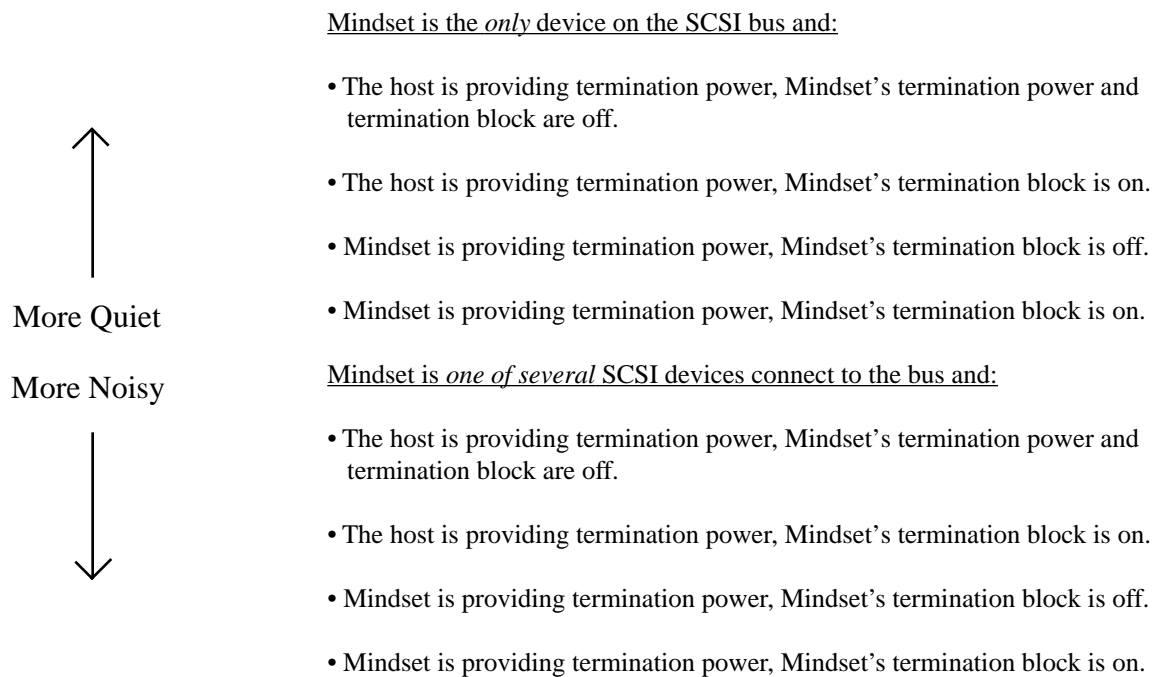 Mindset is the only device on the SCSI bus and:
• The host is providing termination power, Mindset’s termination power and
termination block are off.
• The host is providing termination power, Mindset’s termination block is on.
• Mindset is providing termination power, Mindset’s termination block is off.
More Quiet
• Mindset is providing termination power, Mindset’s termination block is on.
More Noisy
Mindset is one of several SCSI devices connect to the bus and:
• The host is providing termination power, Mindset’s termination power and
termination block are off.
• The host is providing termination power, Mindset’s termination block is on.
• Mindset is providing termination power, Mindset’s termination block is off.
• Mindset is providing termination power, Mindset’s termination block is on.